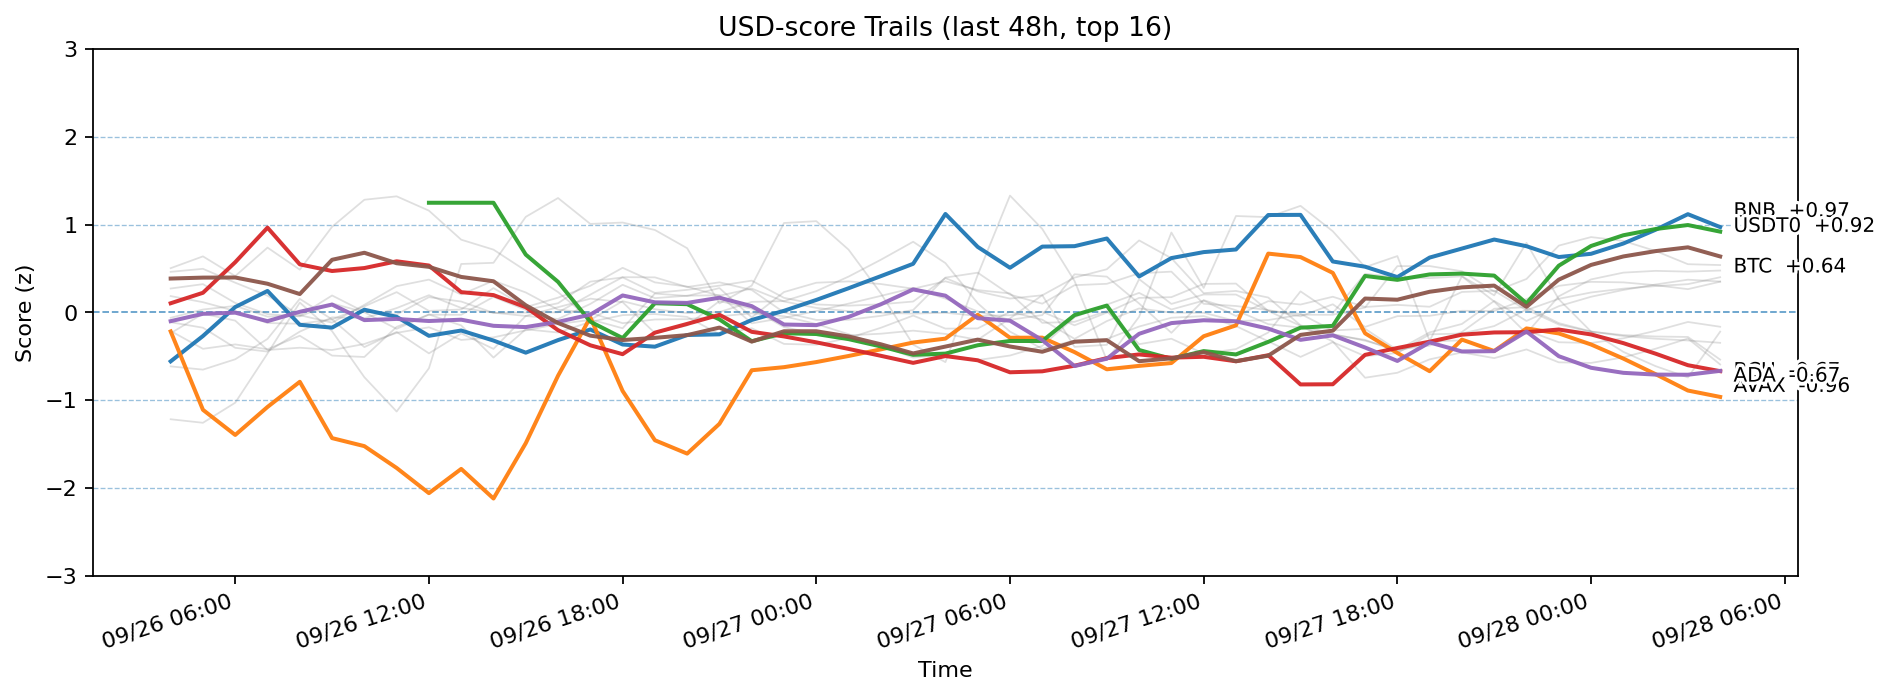 USD-score Trails (last 48h, top 16)
Score (z)
3
2
1
0
−1
−2
−3
BNB +0.97
USDT0 +0.92
BTC +0.64
ADA -0.67
AVAX -0.96
09/26 06:00
09/26 12:00
09/26 18:00
09/27 00:00
09/27 06:00
09/27 12:00
09/27 18:00
09/28 00:00
09/28 06:00
Time